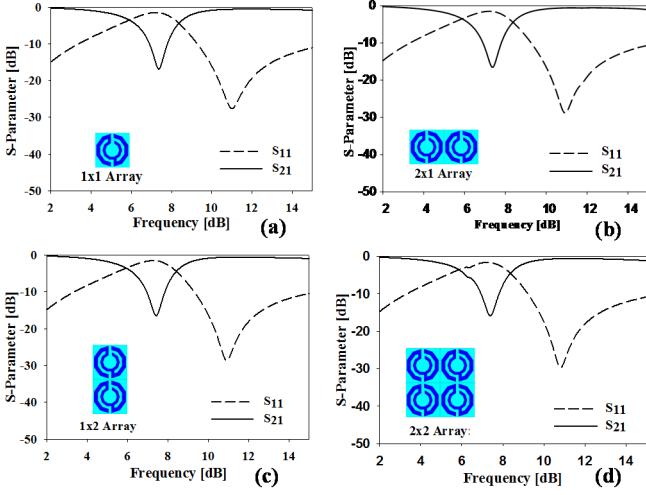 0
-10
-20
-30
-40
-50
S-Parameter [dB]
1x1 Array
S11
S21
2 4 6 8 10 12 14
Frequency [dB]
(a)
0
-10
-20
-30
-40
-50
S-Parameter [dB]
2x1 Array
S11
S21
2 4 6 8 10 12 14
Frequency [dB]
(b)
0
-10
-20
-30
-40
-50
S-Parameter [dB]
1x2 Array
S11
S21
2 4 6 8 10 12 14
Frequency [dB]
(c)
0
-10
-20
-30
-40
-50
S-Parameter [dB]
2x2 Array:
S11
S21
2 4 6 8 10 12 14
Frequency [dB]
(d)